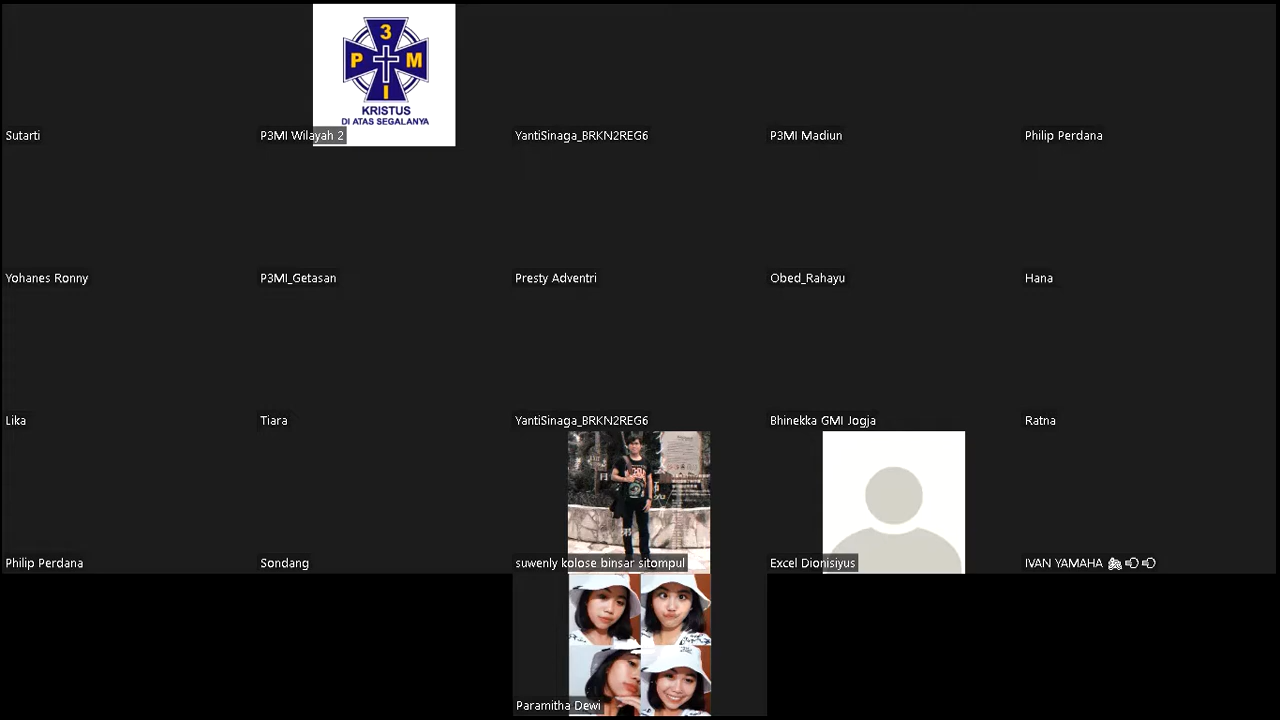 3
P M
I
KRISTUS
DI ATAS SEGALANYA
Sutarti
P3MI Wilayah 2
YantiSinaga_BRKN2REG6
P3MI Madiun
Philip Perdana
Yohanes Ronny
P3MI_Getasan
Presty Adventri
Obed_Rahayu
Hana
Lika
Tiara
YantiSinaga_BRKN2REG6
Bhinekka GMI Jogja
Ratna
Philip Perdana
Sondang
suwenly kolose binsar sitompul
Excel Dionisiyus
IVAN YAMAHA
Paramitha Dewi